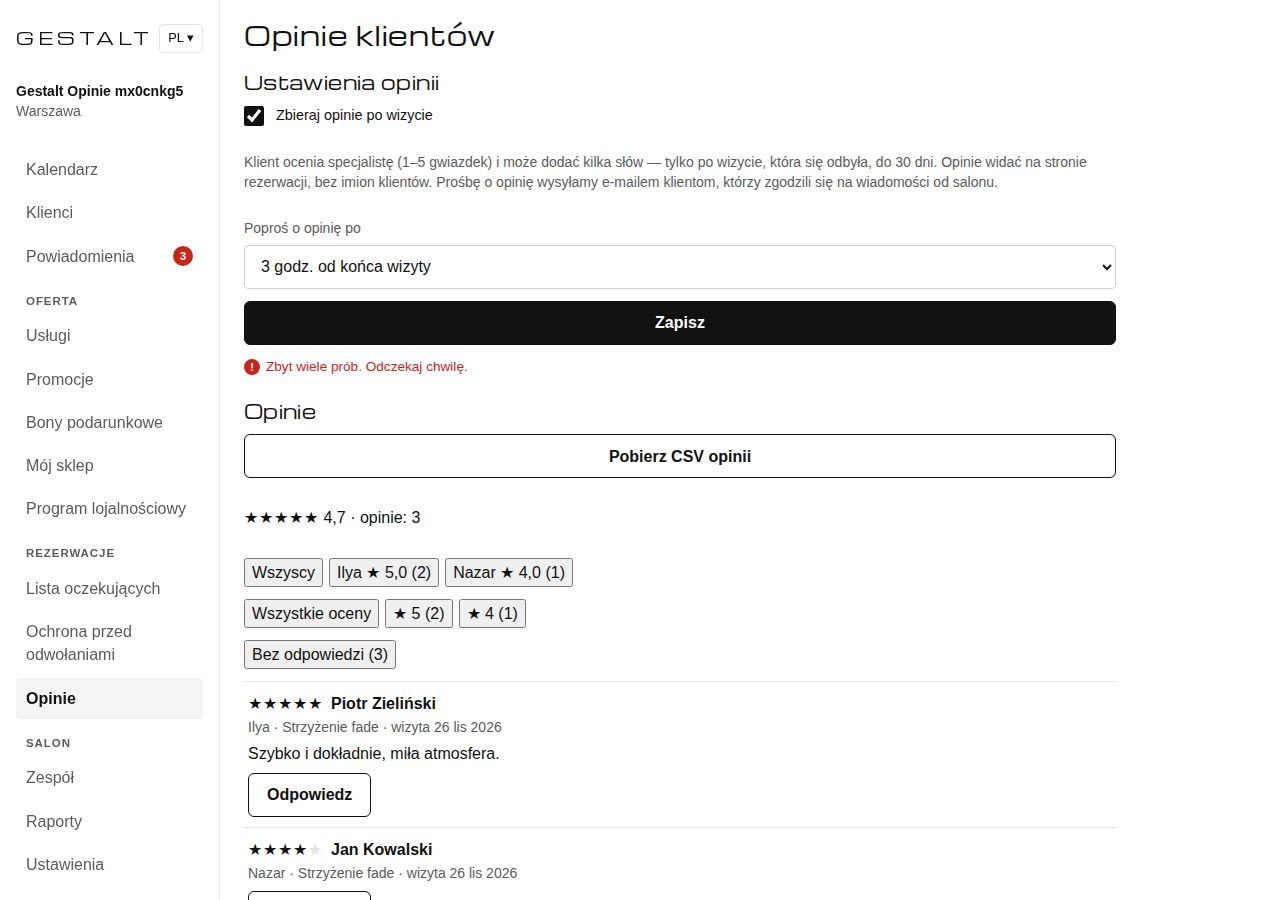 GESTALT
PL ▾
Gestalt Opinie mx0cnkg5
Warszawa
Kalendarz
Klienci
Powiadomienia
3
OFERTA
Usługi
Promocje
Bony podarunkowe
Mój sklep
Program lojalnościowy
REZERWACJE
Lista oczekujących
Ochrona przed
odwołaniami
Opinie
SALON
Zespół
Raporty
Ustawienia
Opinie klientów
Ustawienia opinii
Zbieraj opinie po wizycie
Klient ocenia specjalistę (1–5 gwiazdek) i może dodać kilka słów — tylko po wizycie, która się odbyła, do 30 dni. Opinie widać na stronie
rezerwacji, bez imion klientów. Prośbę o opinię wysyłamy e-mailem klientom, którzy zgodzili się na wiadomości od salonu.
Poproś o opinię po
3 godz. od końca wizyty
Zapisz
! Zbyt wiele prób. Odczekaj chwilę.
Opinie
Pobierz CSV opinii
★★★★★ 4,7 · opinie: 3
Wszyscy Ilya ★ 5,0 (2) Nazar ★ 4,0 (1)
Wszystkie oceny ★ 5 (2) ★ 4 (1)
Bez odpowiedzi (3)
★★★★★ Piotr Zieliński
Ilya · Strzyżenie fade · wizyta 26 lis 2026
Szybko i dokładnie, miła atmosfera.
Odpowiedz
★★★★★ Jan Kowalski
Nazar · Strzyżenie fade · wizyta 26 lis 2026